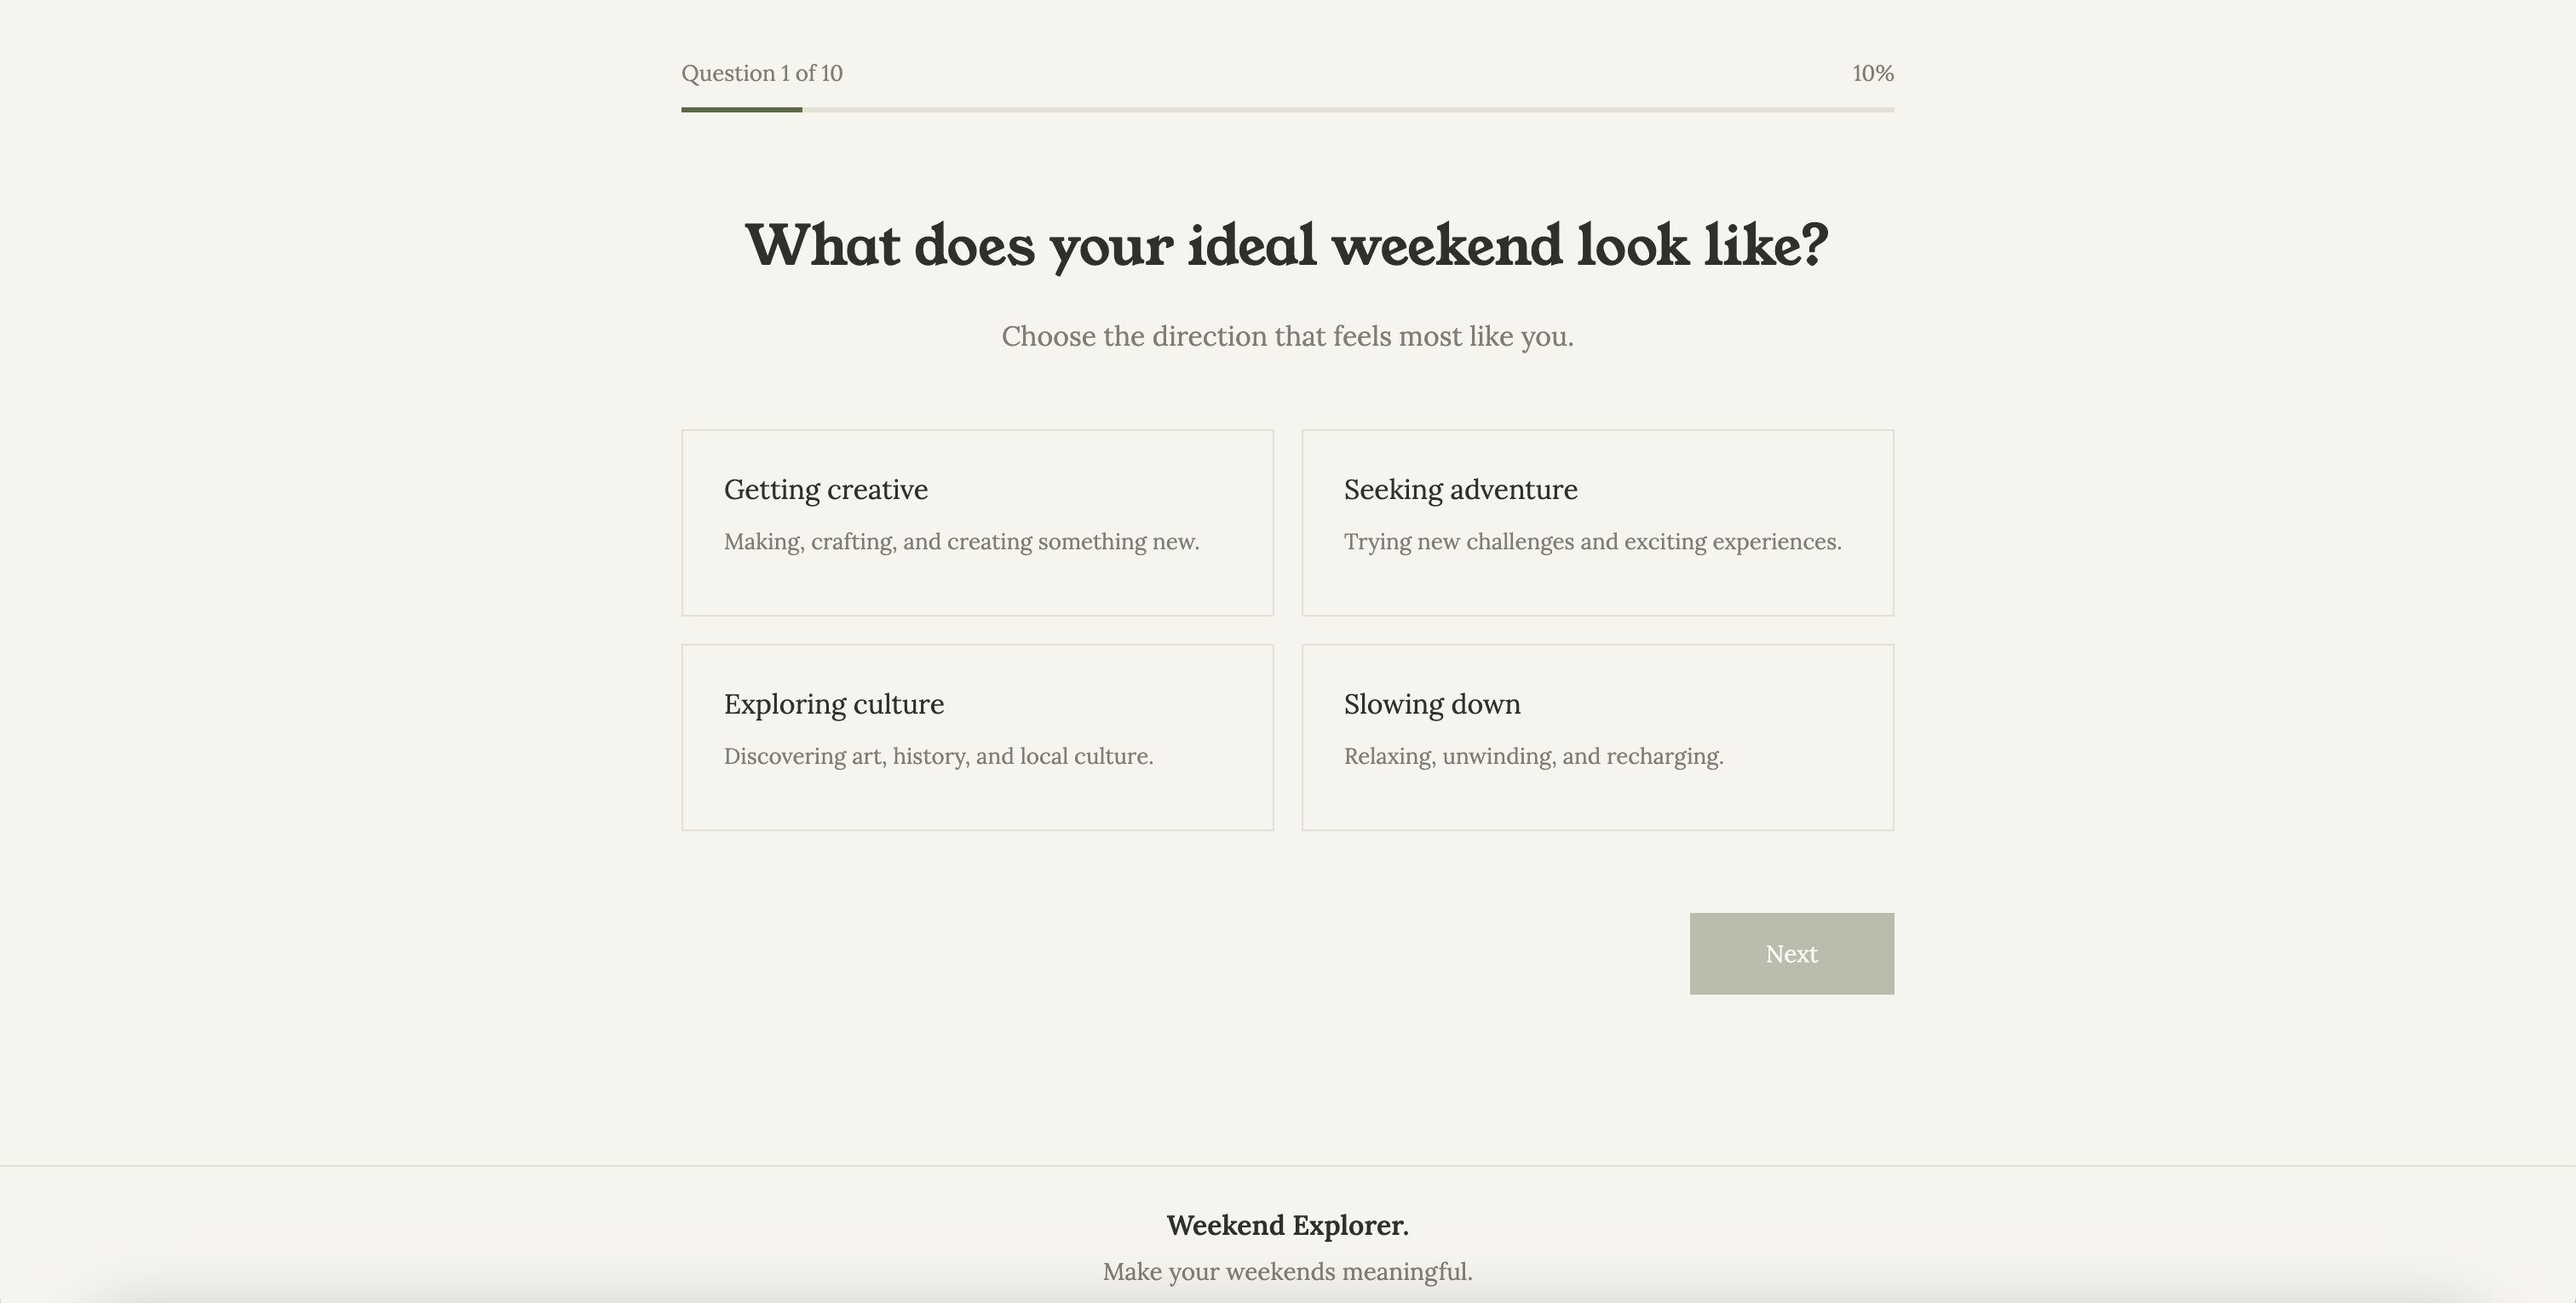 Question 1 of 10
10%
What does your ideal weekend look like?
Choose the direction that feels most like you.
Getting creative
Making, crafting, and creating something new.
Seeking adventure
Trying new challenges and exciting experiences.
Exploring culture
Discovering art, history, and local culture.
Slowing down
Relaxing, unwinding, and recharging.
Next
Weekend Explorer.
Make your weekends meaningful.